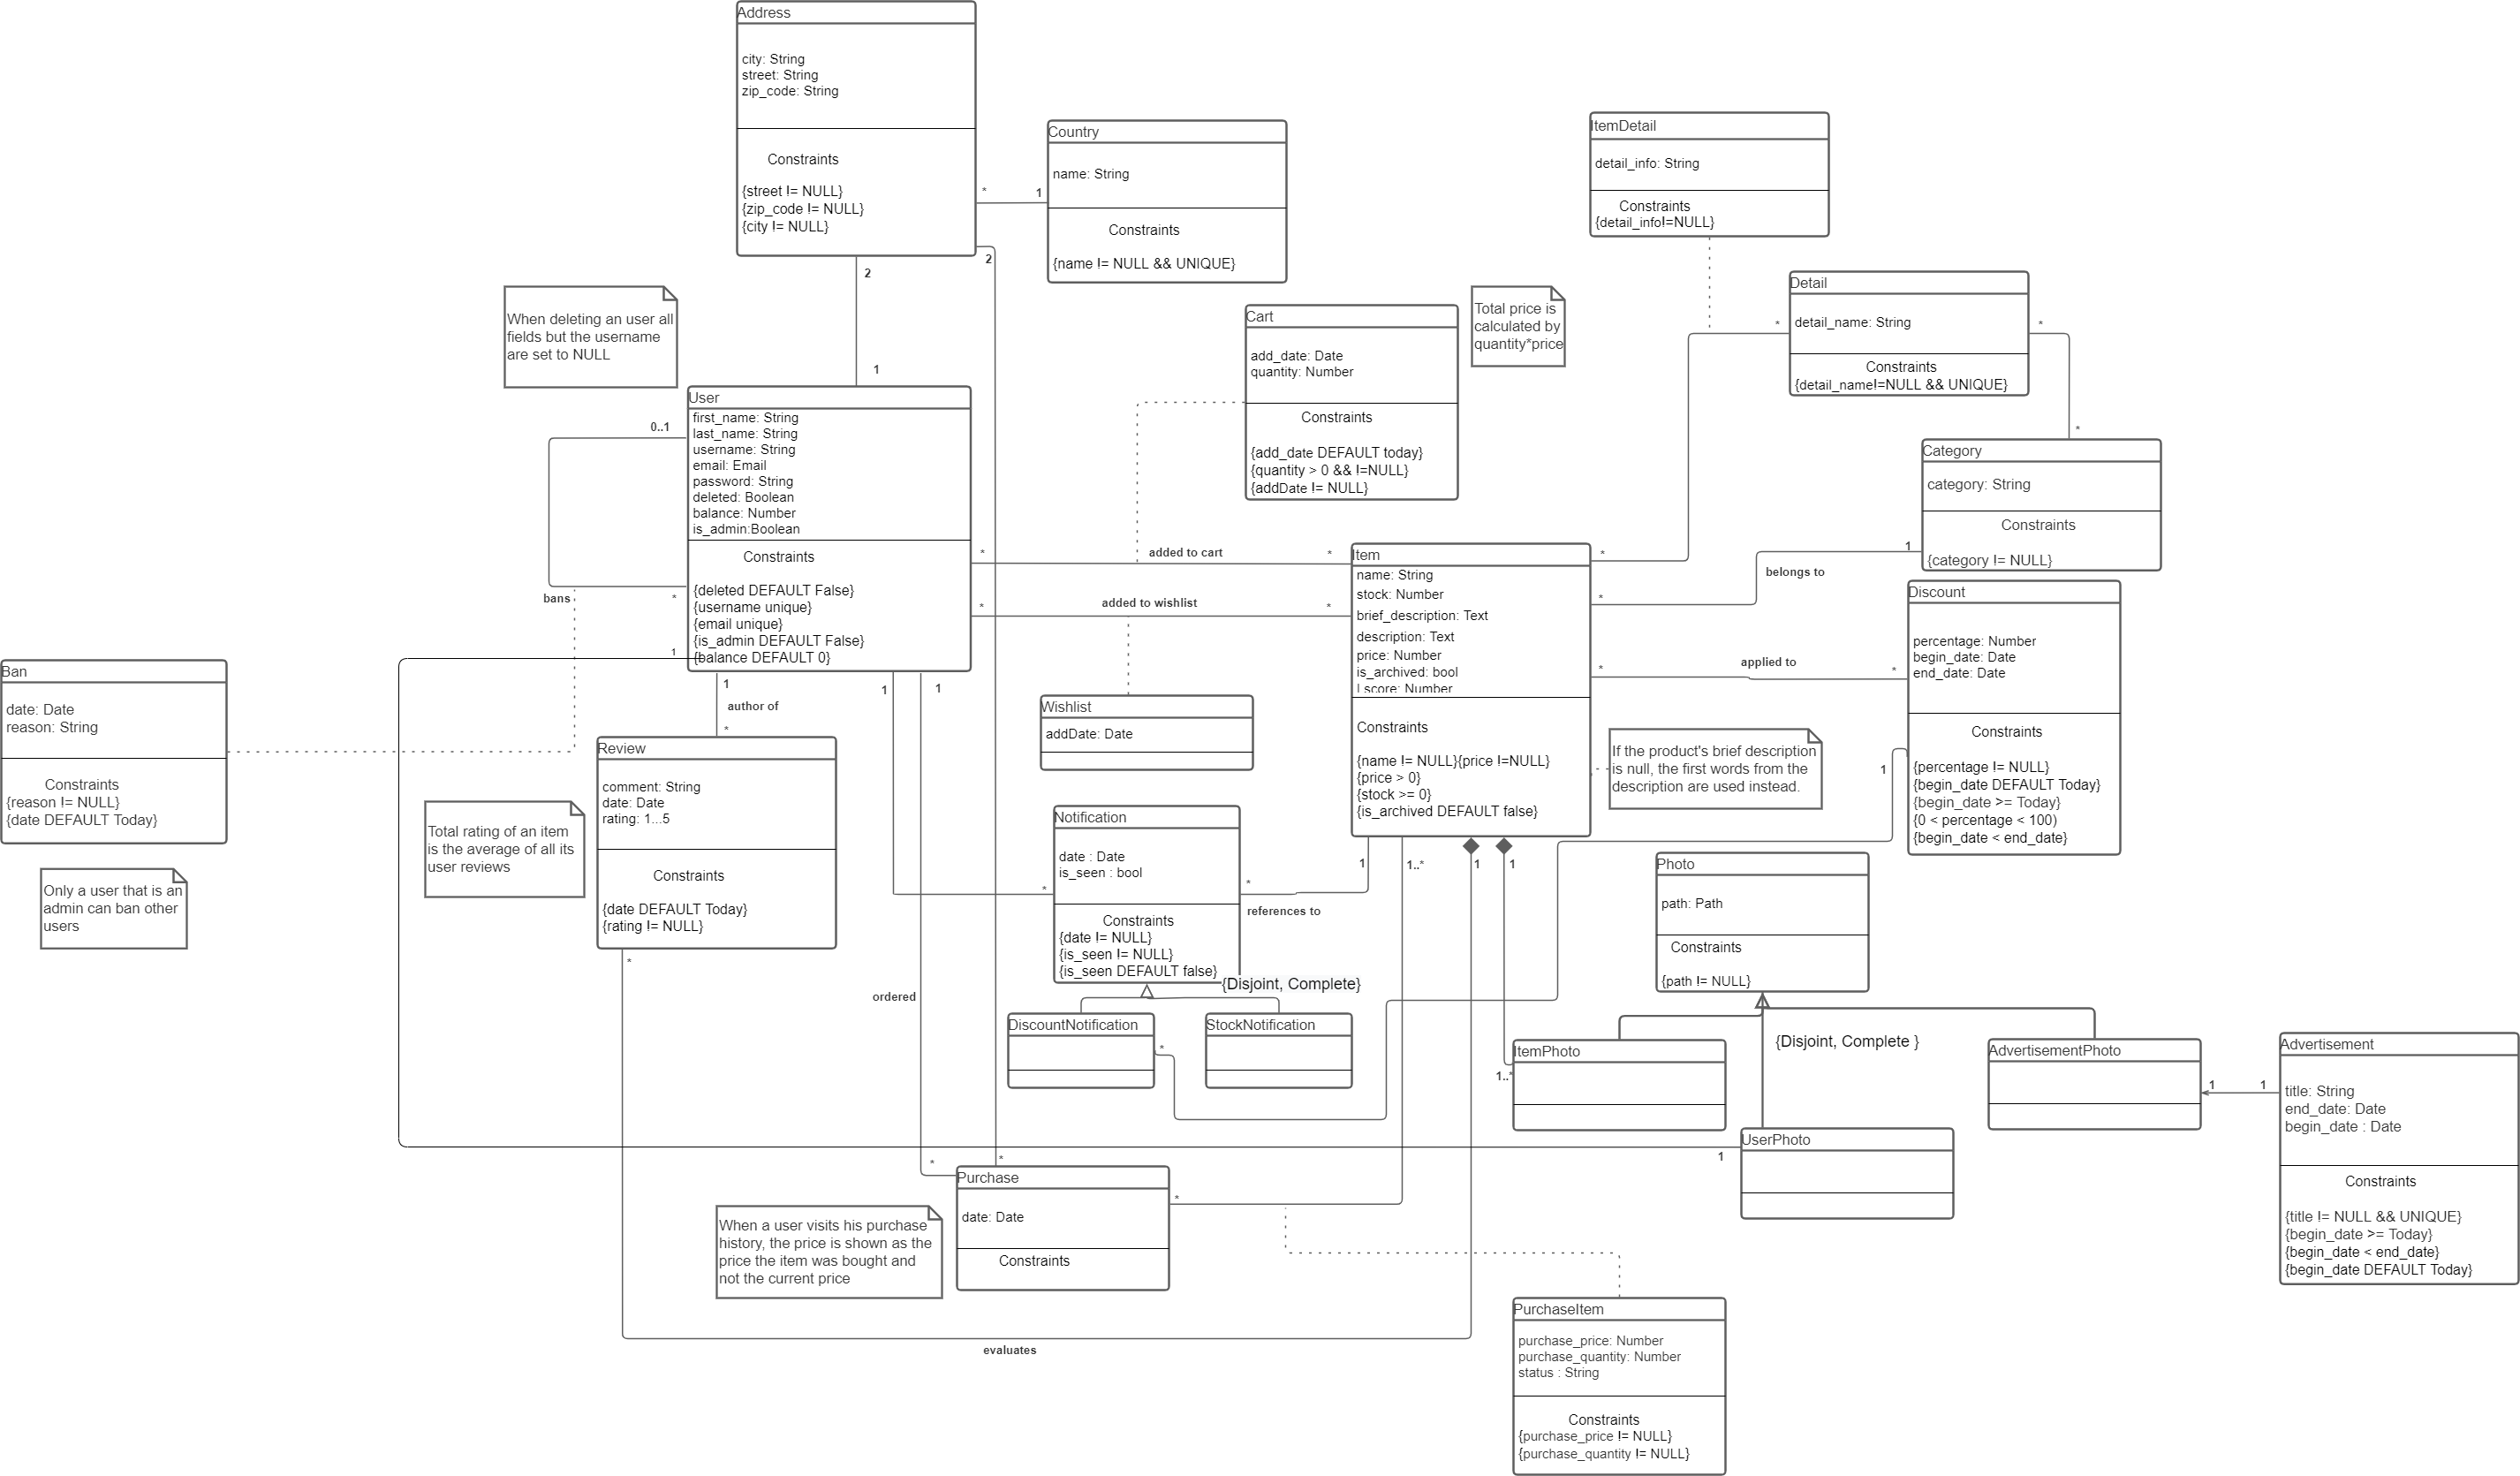 Address
city: String
street: String
zip_code: String
Constraints
{street != NULL}
{zip_code != NULL}
{city != NULL}
2
2
*
1
Country
name: String
Constraints
{name != NULL && UNIQUE}
ItemDetail
detail_info: String
Constraints
{detail_info!=NULL}
Detail
detail_name: String
Constraints
{detail_name!=NULL && UNIQUE}
*
*
*
When deleting an user all
fields but the username
are set to NULL
1
Cart
add_date: Date
quantity: Number
Constraints
{add_date DEFAULT today}
{quantity > 0 && !=NULL}
{addDate != NULL}
Total price is
calculated by
quantity*price
User
first_name: String
last_name: String
username: String
email: Email
password: String
deleted: Boolean
balance: Number
is_admin:Boolean
Constraints
{deleted DEFAULT False}
{username unique}
{email unique}
{is_admin DEFAULT False}
{balance DEFAULT 0}
0..1
bans
*
1
*
added to cart
*
*
added to wishlist
*
Category
category: String
Constraints
{category != NULL}
Item
name: String
stock: Number
brief_description: Text
description: Text
price: Number
is_archived: bool
score: Number
Constraints
{name != NULL}{price !=NULL}
{price > 0}
{stock >= 0}
{is_archived DEFAULT false}
*
*
belongs to
1
*
applied to
*
Discount
percentage: Number
begin_date: Date
end_date: Date
Constraints
{percentage != NULL}
{begin_date DEFAULT Today}
{begin_date >= Today}
{0 < percentage < 100)
{begin_date < end_date}
1
If the product's brief description
is null, the first words from the
description are used instead.
Ban
date: Date
reason: String
Constraints
{reason != NULL}
{date DEFAULT Today}
Only a user that is an
admin can ban other
users
Total rating of an item
is the average of all its
user reviews
1
author of
*
1
1
Review
comment: String
date: Date
rating: 1...5
Constraints
{date DEFAULT Today}
{rating != NULL}
*
Wishlist
addDate: Date
Notification
date : Date
is_seen : bool
Constraints
{date != NULL}
{is_seen != NULL}
{is_seen DEFAULT false}
*
*
references to
1
1..*
1
1
{Disjoint, Complete}
DiscountNotification
*
StockNotification
ordered
Photo
path: Path
Constraints
{path != NULL}
{Disjoint, Complete }
ItemPhoto
1..*
AdvertisementPhoto
1
1
Advertisement
title: String
end_date: Date
begin_date : Date
Constraints
{title != NULL && UNIQUE}
{begin_date >= Today}
{begin_date < end_date}
{begin_date DEFAULT Today}
UserPhoto
1
*
*
Purchase
date: Date
Constraints
*
When a user visits his purchase
history, the price is shown as the
price the item was bought and
not the current price
evaluates
PurchaseItem
purchase_price: Number
purchase_quantity: Number
status : String
Constraints
{purchase_price != NULL}
{purchase_quantity != NULL}